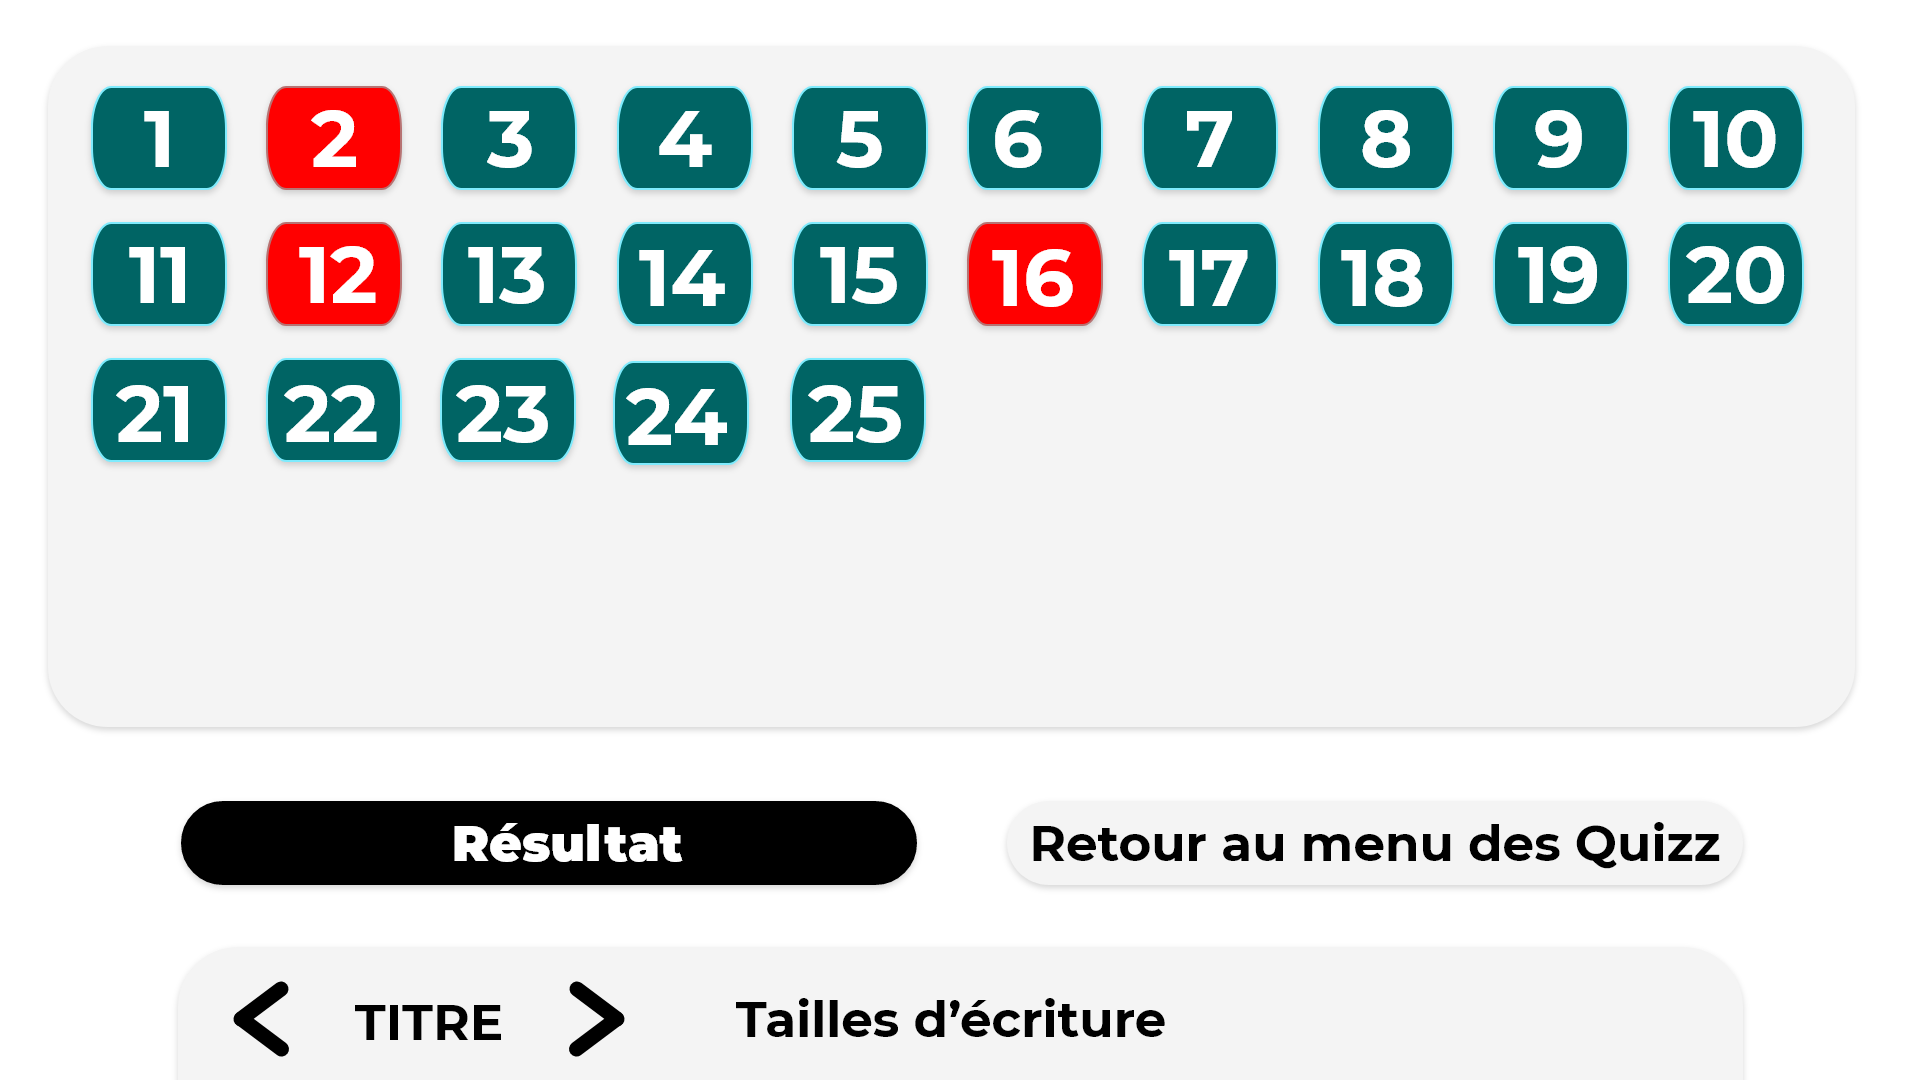 1 2 3 4 5 6 7 8 9 10
11 12 13 14 15 16 17 18 19 20
21 22 23 24 25
Résultat Retour au menu des Quizz
TITRE Tailles d’écriture